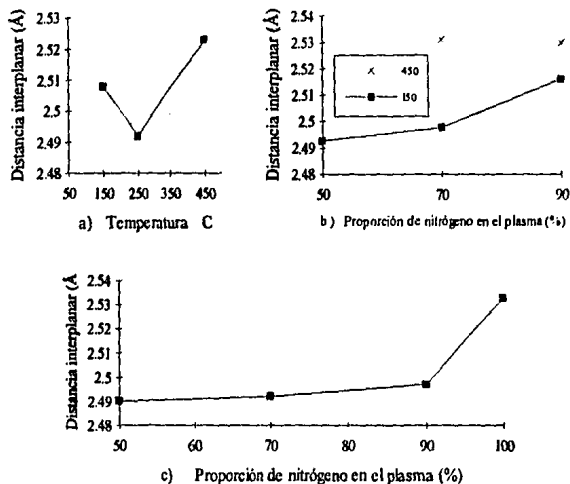 Distancia interplanar (Å)
2.53
2.52
2.51
2.5
2.49
2.48
50 150 250 350 450
a) Temperatura C
Distancia interplanar (Å)
2.53
2.52
2.51
2.5
2.49
2.48
450
150
50 70 90
b) Proporción de nitrógeno en el plasma (%)
Distancia interplanar (Å
2.54
2.53
2.52
2.51
2.5
2.49
2.48
50 60 70 80 90 100
c) Proporción de nitrógeno en el plasma (%)